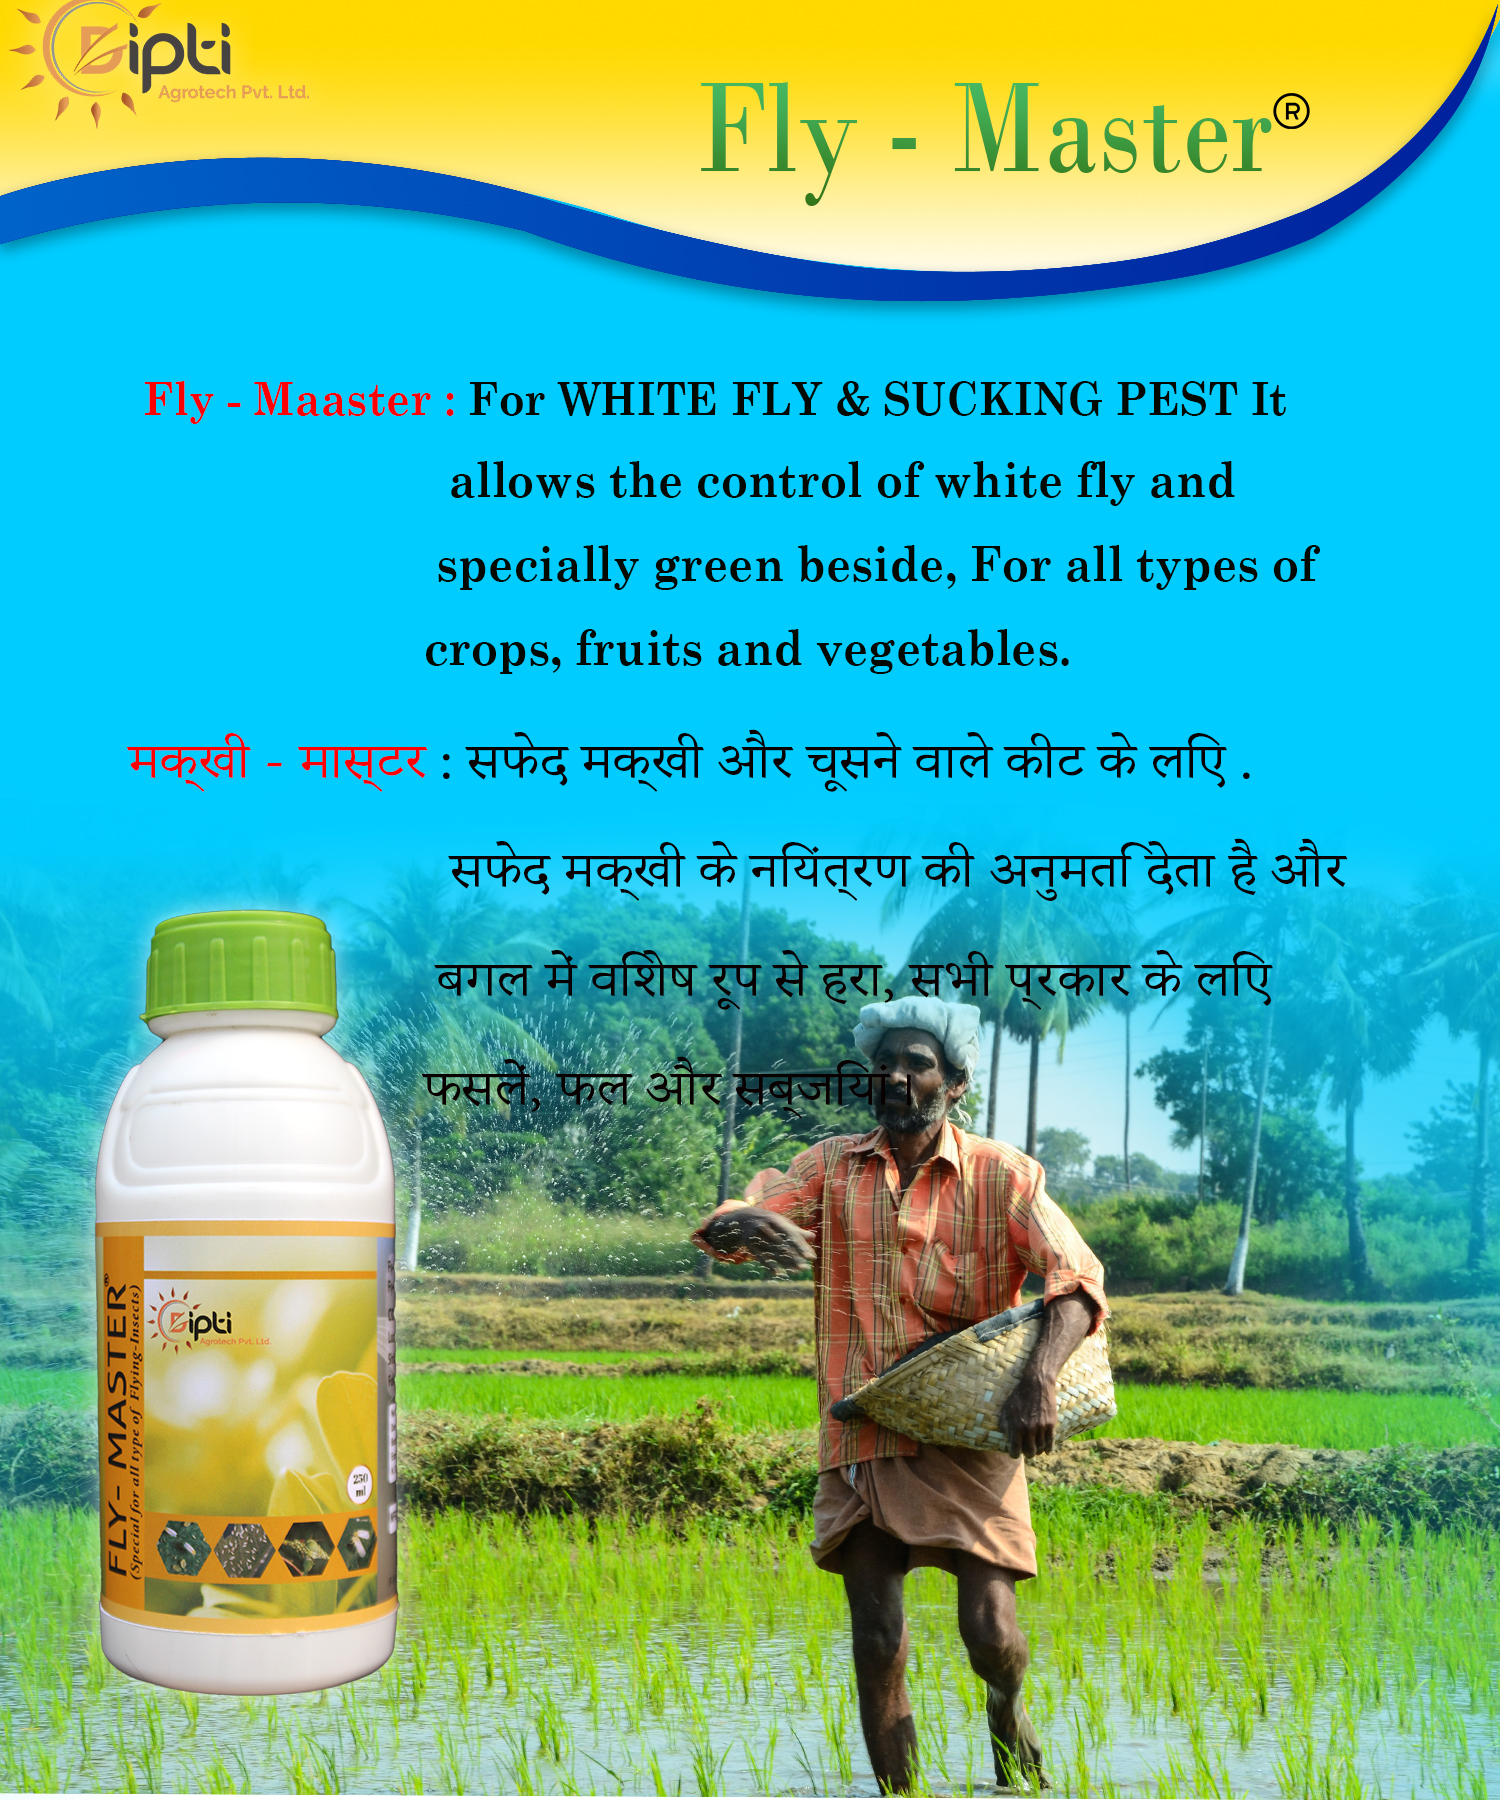 Dipti
Agrotech Pvt. Ltd.
Fly - Master®
Fly - Maaster : For WHITE FLY & SUCKING PEST It
allows the control of white fly and
specially green beside, For all types of
crops, fruits and vegetables.
मक्खी - मास्टर : सफेद मक्खी और चूसने वाले कीट के लिए .
सफेद मक्खी के नियंत्रण की अनुमति देता है और
बगल में विशेष रूप से हरा, सभी प्रकार के लिए
फसलें, फल और सब्जियां।
FLY- MASTER®
(Special for all type of Flying-Insects)
Dipti
Agrotech Pvt. Ltd.
250
ml